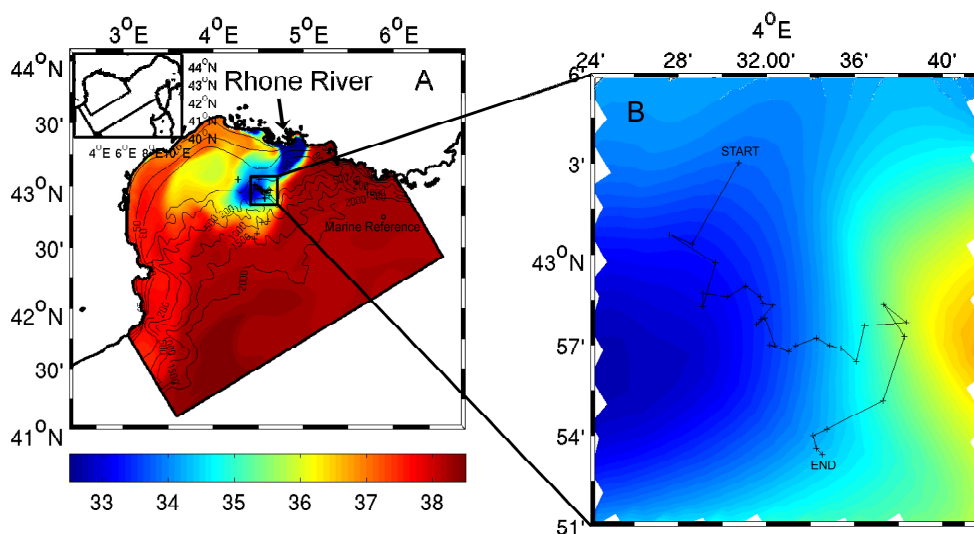 3°E 4°E 5°E 6°E
44°N
30'
43°N
30'
42°N
30'
41°N
44°N
43°N
42°N
41°N
40°N
4°E 6°E 8°E 10°E
Rhone River
A
Marine Reference
33 34 35 36 37 38
4°E
24' 28' 32.00 36' 40'
6'
3'
43°N
57'
54'
51'
B
START
END